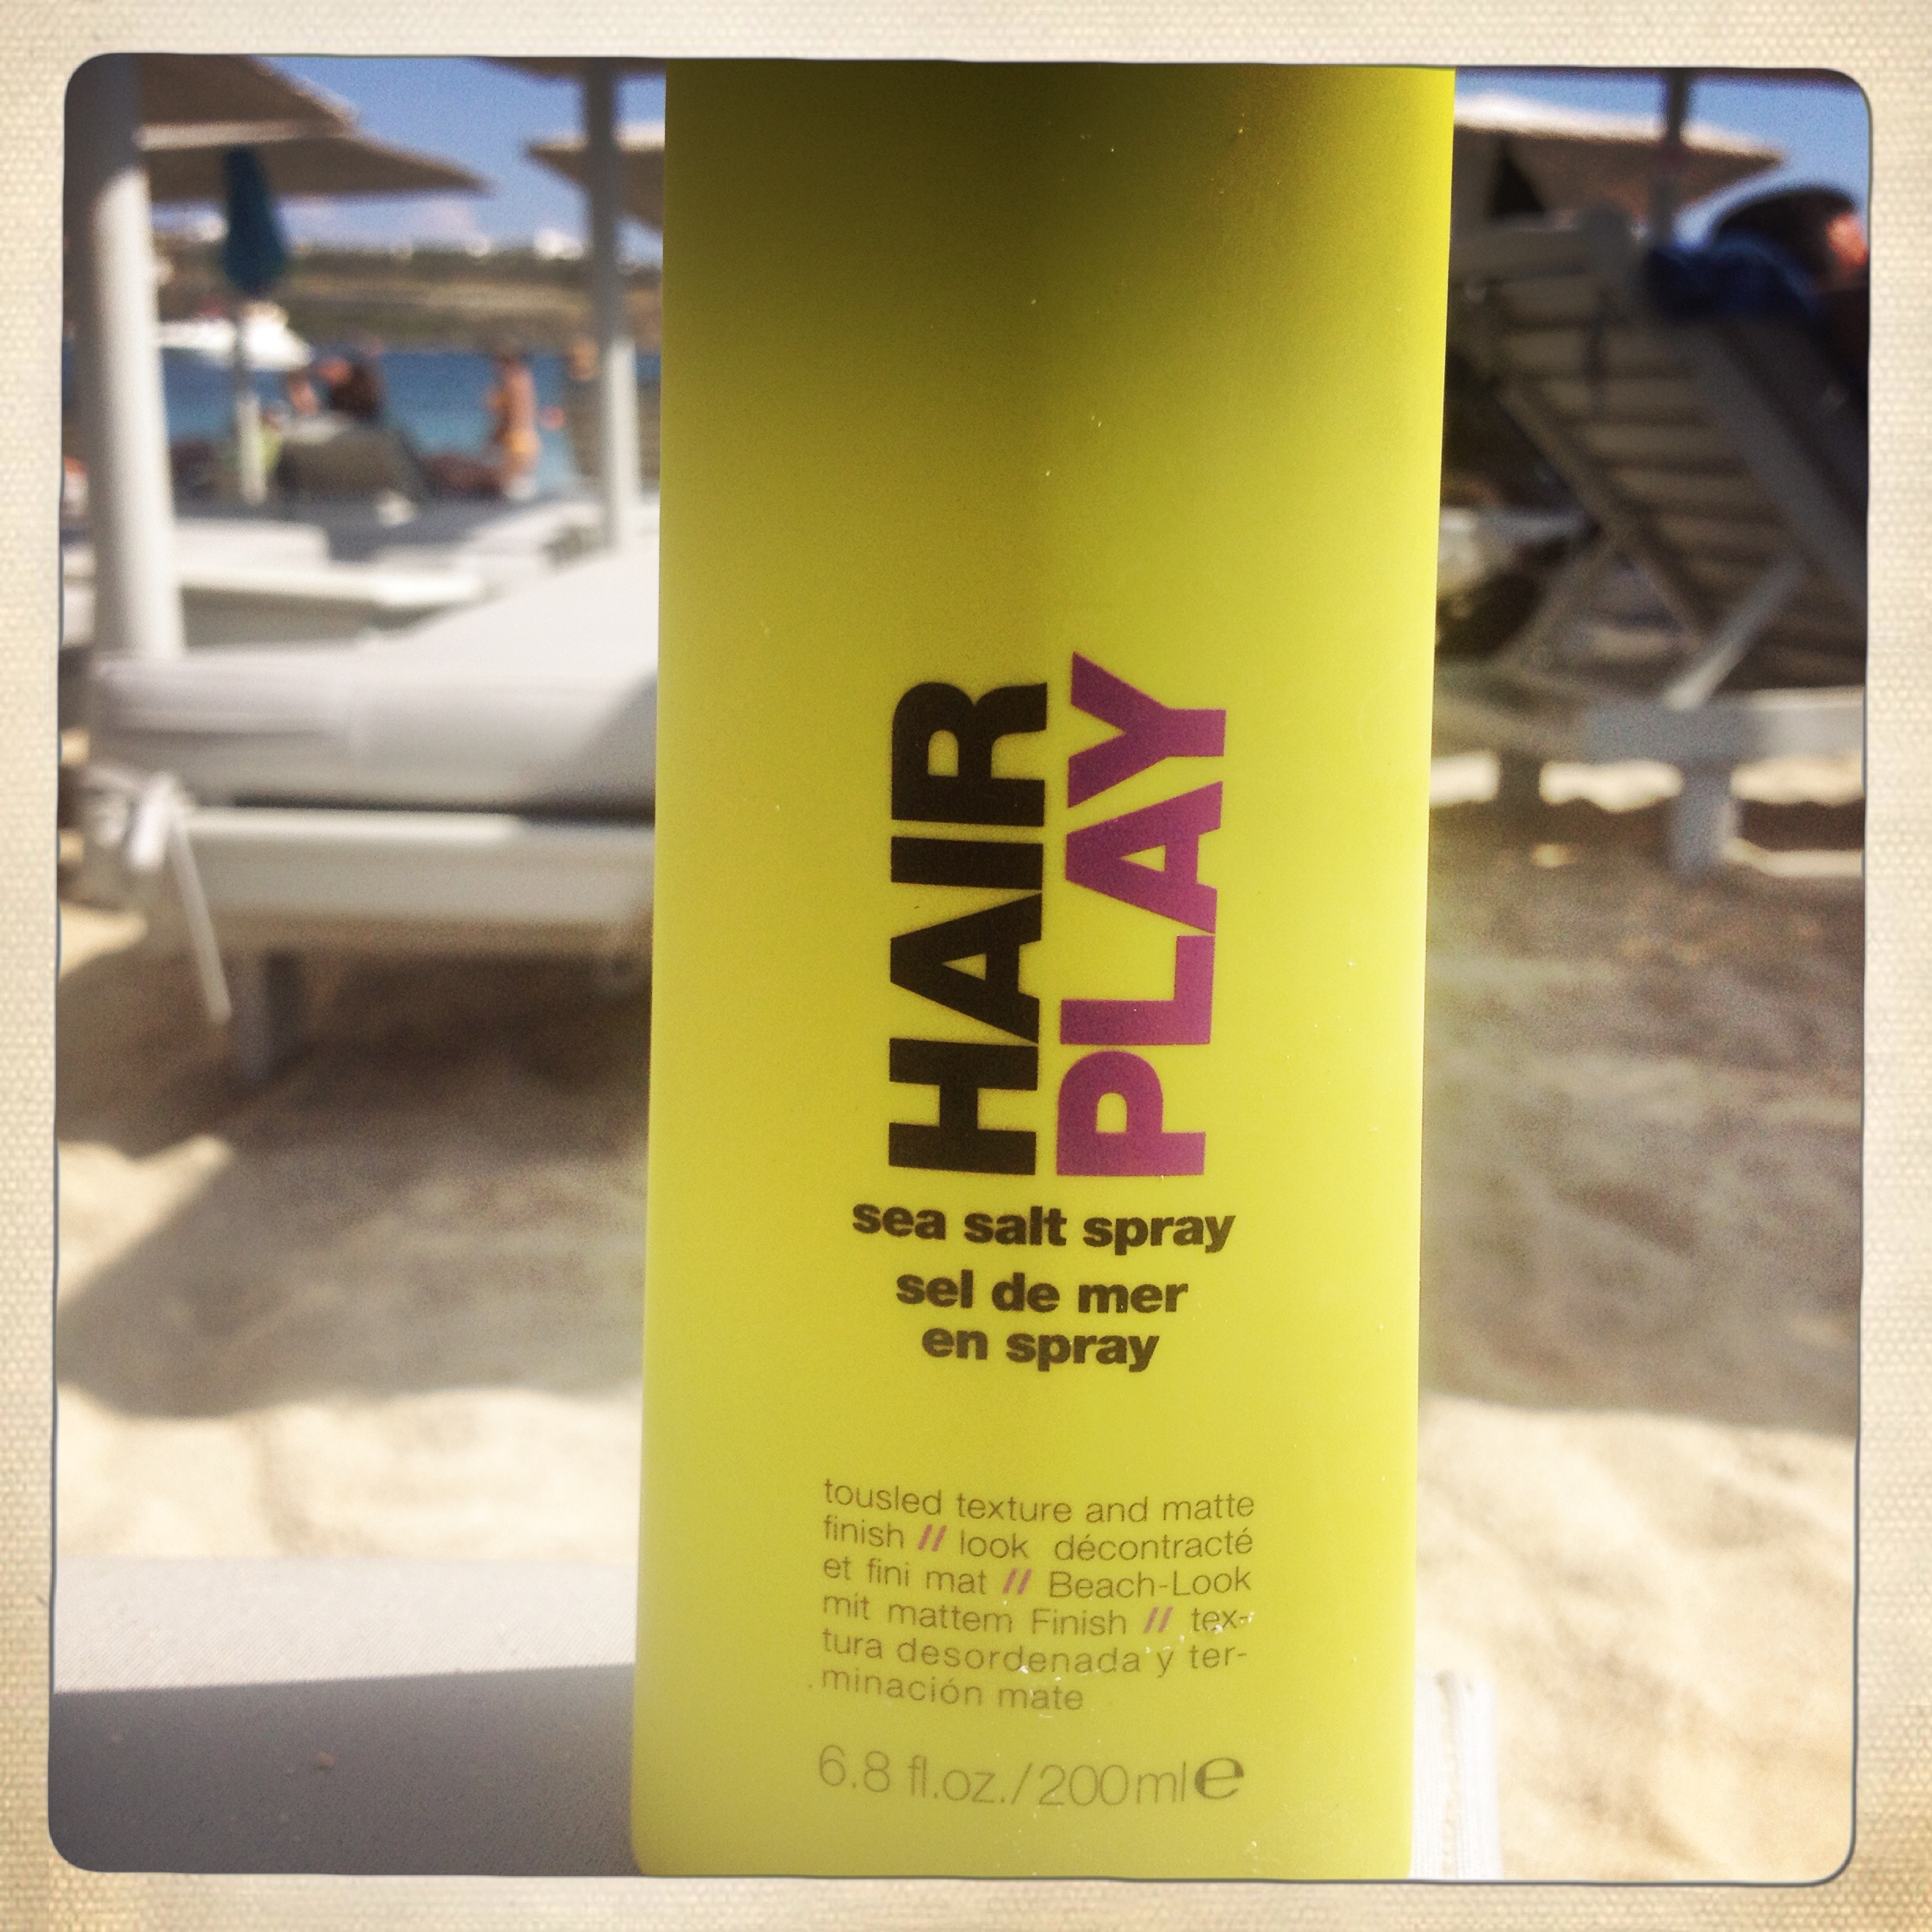 HAIR
PLAY
sea salt spray
sel de mer
en spray
tousled texture and matte
finish // look décontracté
et fini mat // Beach-Look
mit mattem Finish // tex-
tura desordenada y ter-
minación mate
6.8 fl.oz./200ml℮